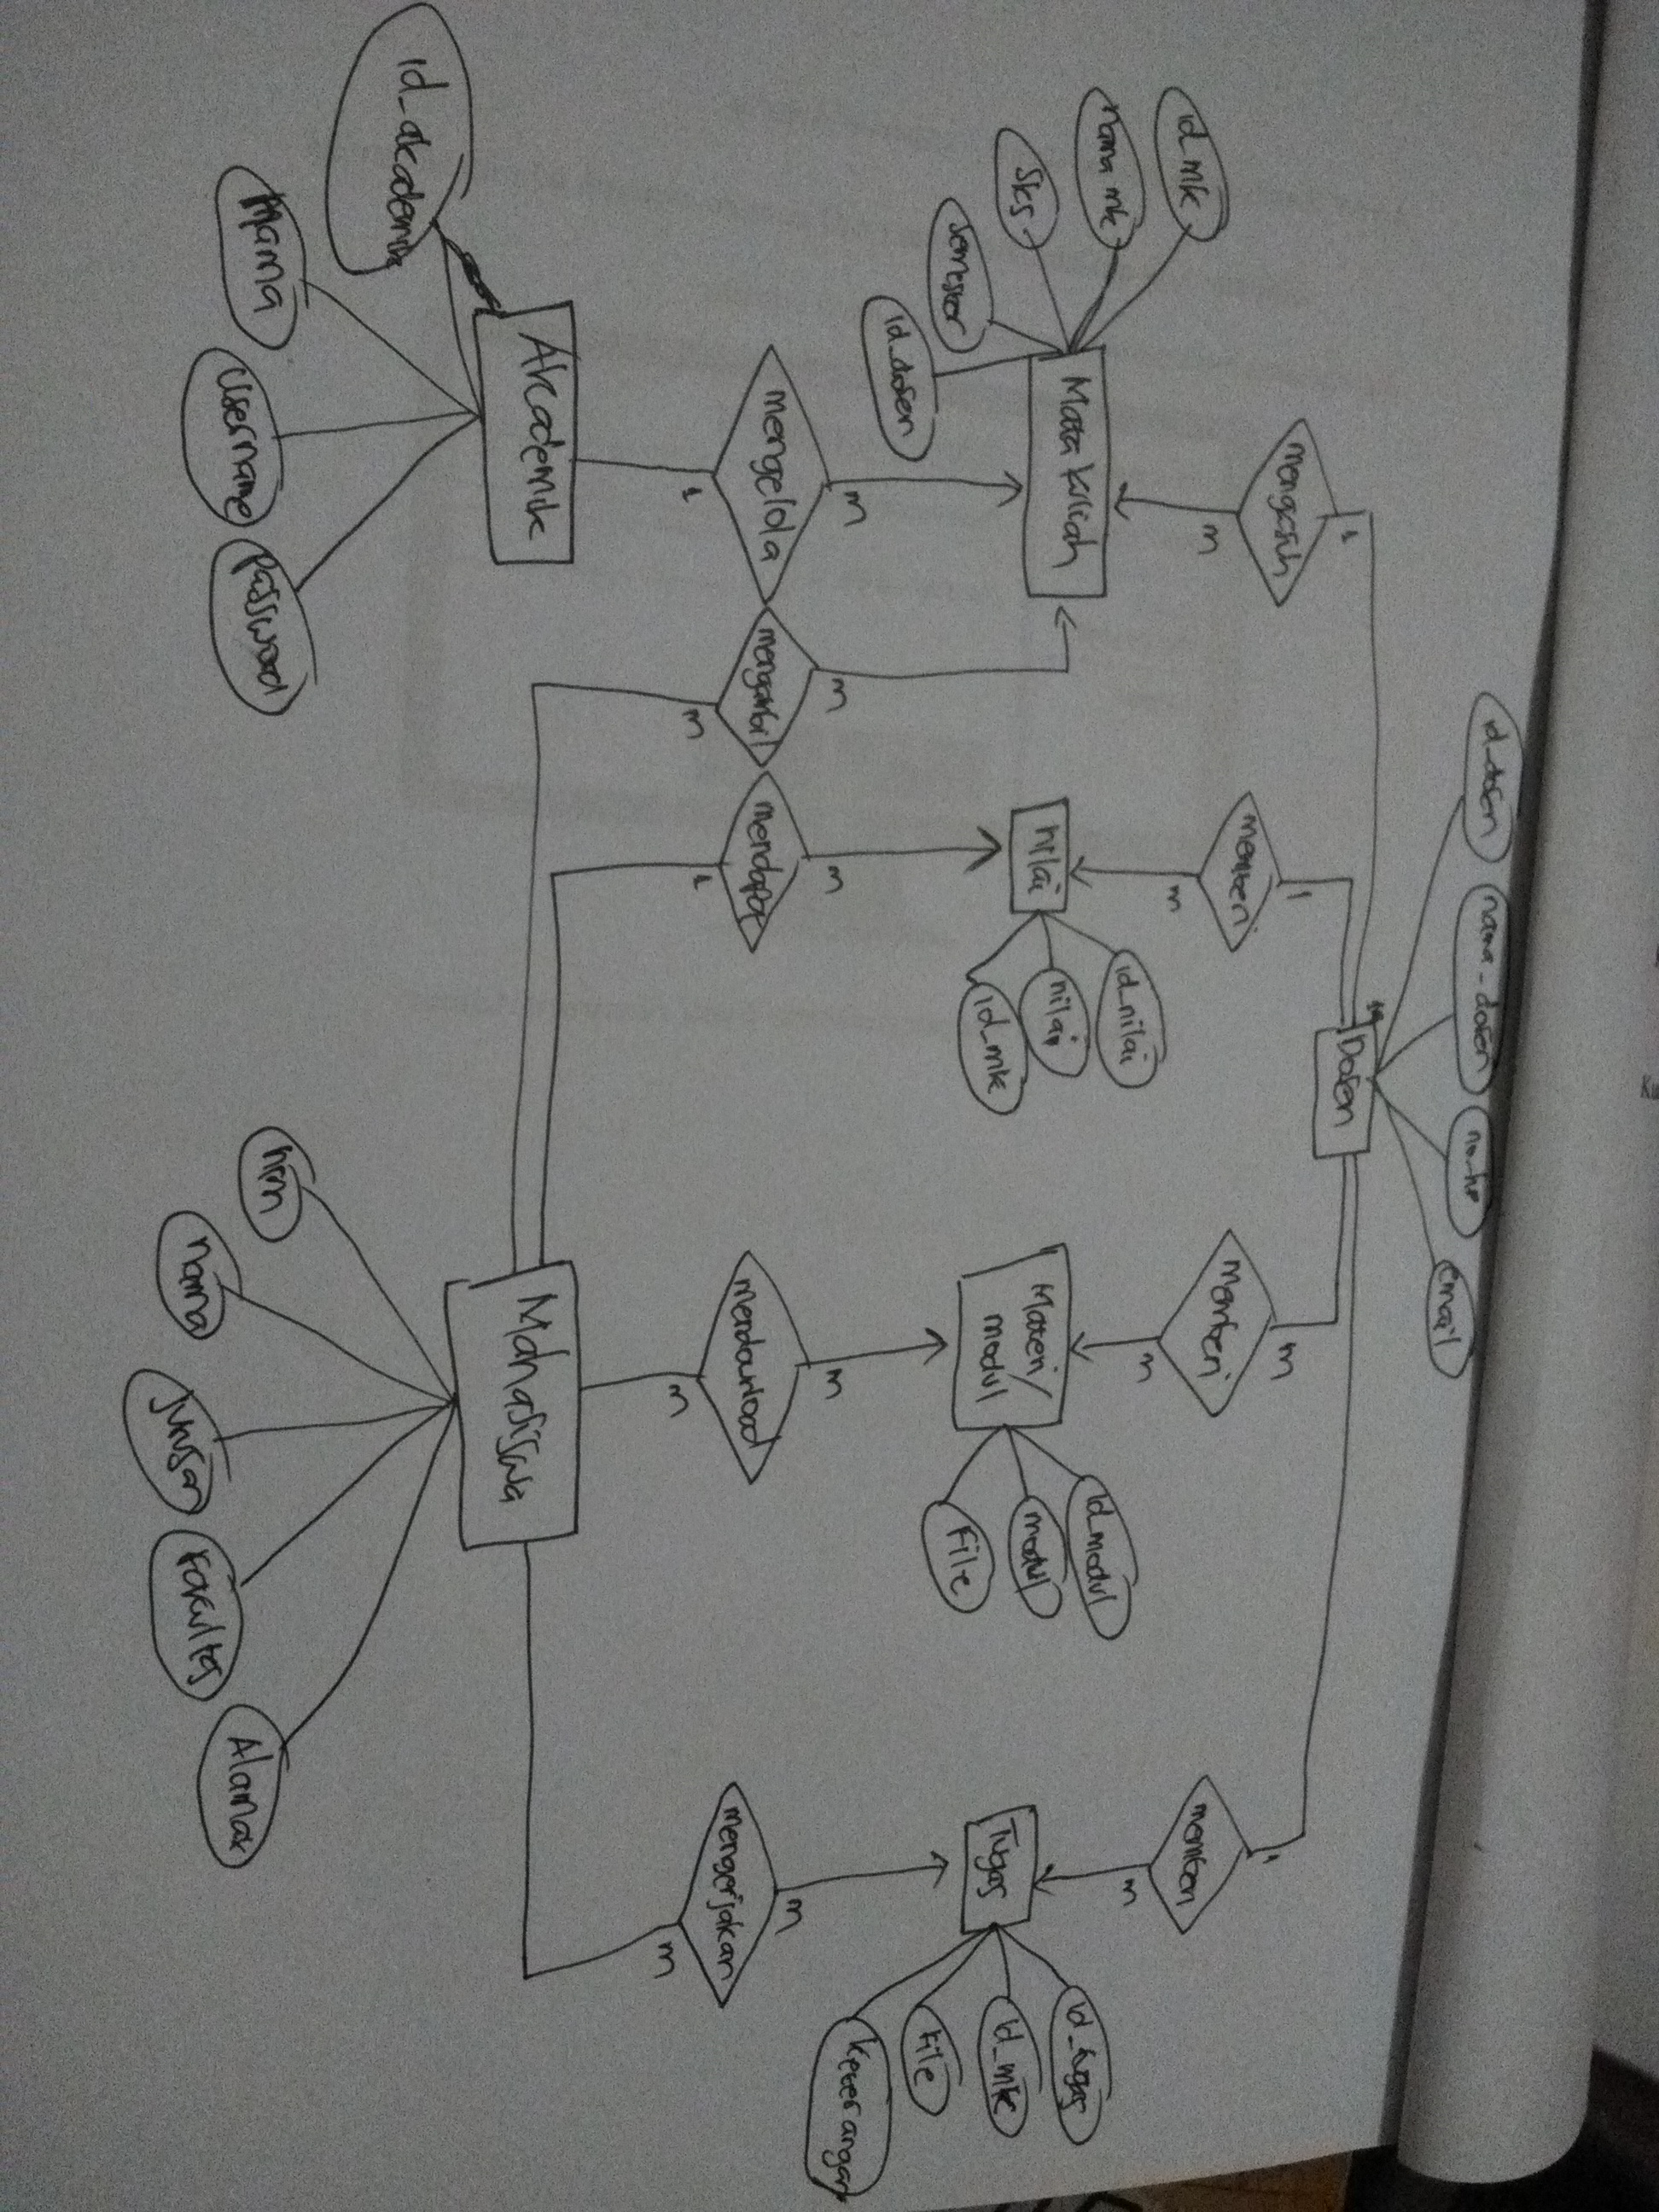 id_dosen
nama_dosen
no_hp
email
Dosen
1
mengasuh
m
1
memberi
m
m
memberi
m
1
memberi
m
id_mk
nama mk
sks
semester
id_dosen
Mata kuliah
nilai
id_nilai
nilai
id_mk
Materi/
modul
id_modul
modul
File
Tugas
id_tugas
id_mk
File
keterangan
m
mengelola
1
m
mengambil
m
m
mendapat
1
m
mendownload
m
m
mengerjakan
m
Akademik
id_akademik
Nama
Username
Password
Mahasiswa
npm
nama
jurusan
Fakultas
Alamat